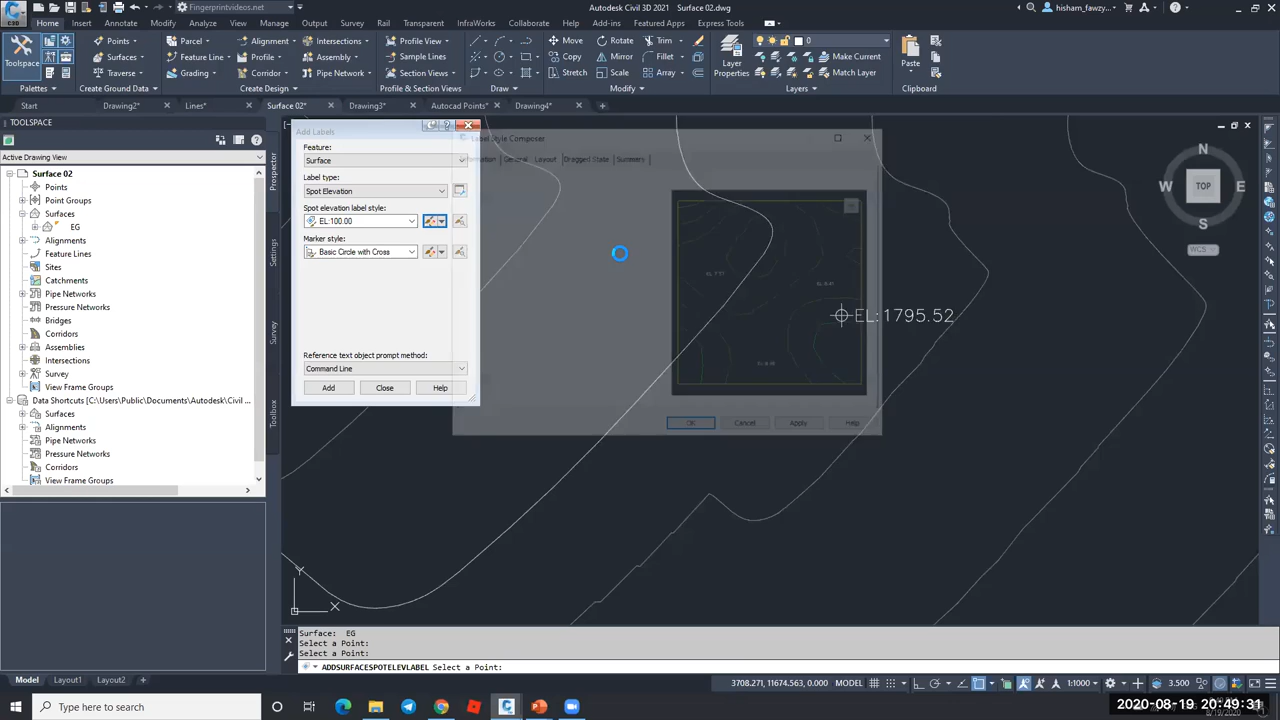 Fingerprintvideos.net
Autodesk Civil 3D 2021 Surface 02.dwg
hisham_fawzy...
Home Insert Annotate Modify Analyze View Manage Output Survey Rail Transparent InfraWorks Collaborate Help Add-ins Featured Apps Express Tools
Toolspace
Points
Surfaces
Traverse
Parcel
Feature Line
Grading
Alignment
Profile
Corridor
Intersections
Assembly
Pipe Network
Profile View
Sample Lines
Section Views
Move
Copy
Stretch
Rotate
Mirror
Scale
Trim
Fillet
Array
Layer Properties
0
Make Current
Match Layer
Paste
Palettes Create Ground Data Create Design Profile & Section Views Draw Modify Layers Clipboard
Start Drawing2* Lines* Surface 02* Drawing3* Autocad Points* Drawing4*
TOOLSPACE
Active Drawing View
Surface 02
Points
Point Groups
Surfaces
EG
Alignments
Feature Lines
Sites
Catchments
Pipe Networks
Pressure Networks
Bridges
Corridors
Assemblies
Intersections
Survey
View Frame Groups
Data Shortcuts [C:\Users\Public\Documents\Autodesk\Civil ...
Surfaces
Alignments
Pipe Networks
Pressure Networks
Corridors
View Frame Groups
Prospector
Settings
Survey
Toolbox
Add Labels
Feature:
Surface
Label type:
Spot Elevation
Spot elevation label style:
EL:100.00
Marker style:
Basic Circle with Cross
Reference text object prompt method:
Command Line
Add Close Help
Label Style Composer
General Layout Dragged State Summary
OK Cancel Apply Help
EL: 1795.52
N
W TOP E
S
WCS
Y
X
Surface: EG
Select a Point:
Select a Point:
ADDSURFACESPOTELEVLABEL Select a Point:
Model Layout1 Layout2
3708.271, 11674.563, 0.000 MODEL 1:1000 3.500
Type here to search
2020-08-19 20:49:31